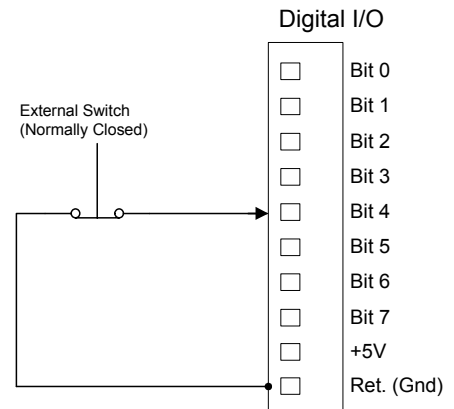 Digital I/O
External Switch
(Normally Closed)
Bit 0
Bit 1
Bit 2
Bit 3
Bit 4
Bit 5
Bit 6
Bit 7
+5V
Ret. (Gnd)